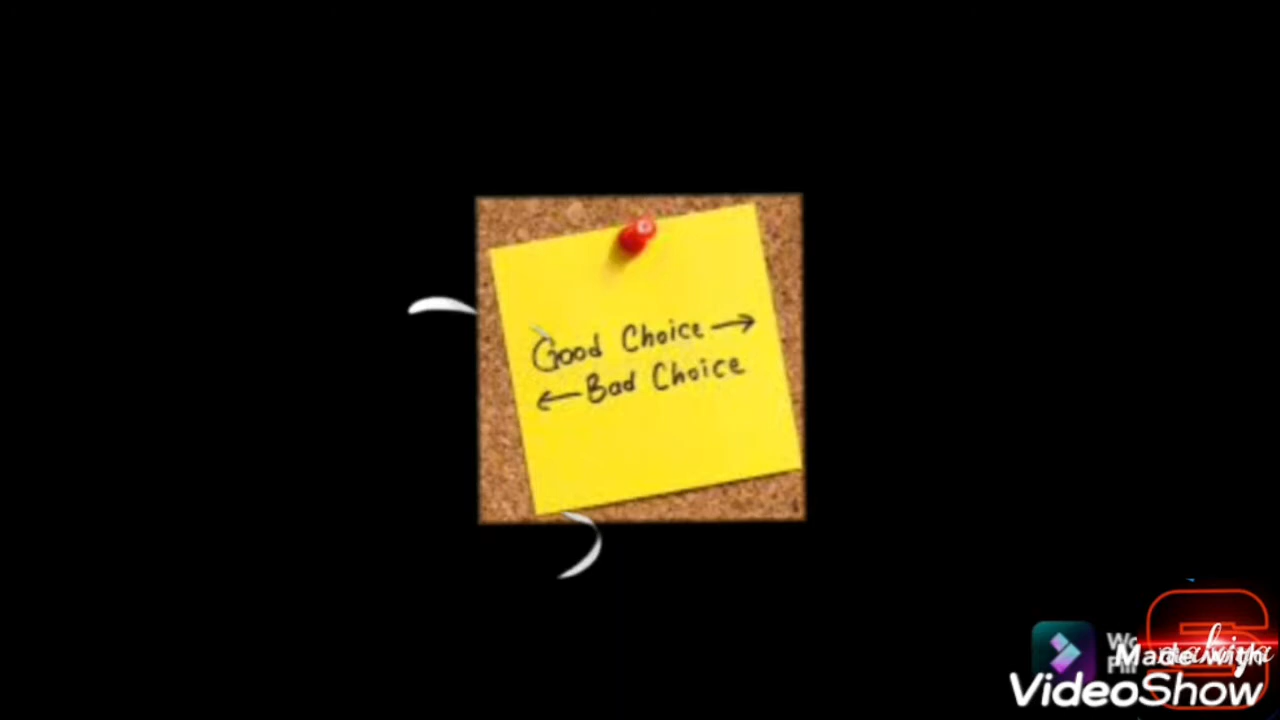 Good Choice →
← Bad Choice
Made with
VideoShow